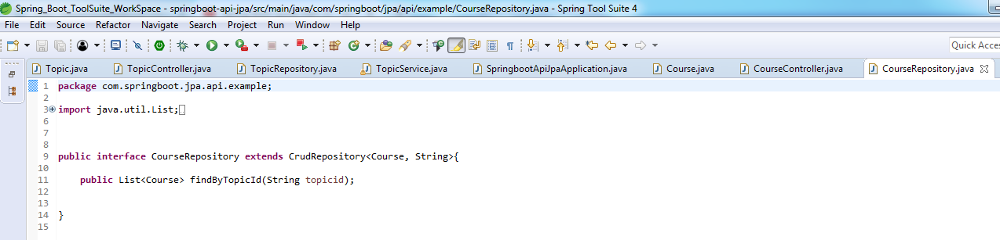 Spring_Boot_ToolSuite_WorkSpace - springboot-api-jpa/src/main/java/com/springboot/jpa/api/example/CourseRepository.java - Spring Tool Suite 4
File Edit Source Refactor Navigate Search Project Run Window Help
Quick Acces
Topic.java TopicController.java TopicRepository.java TopicService.java SpringbootApiJpaApplication.java Course.java CourseController.java CourseRepository.java
1 package com.springboot.jpa.api.example;
2
3 import java.util.List;
6
7
8
9 public interface CourseRepository extends CrudRepository<Course, String>{
10
11 public List<Course> findByTopicId(String topicid);
12
13
14 }
15